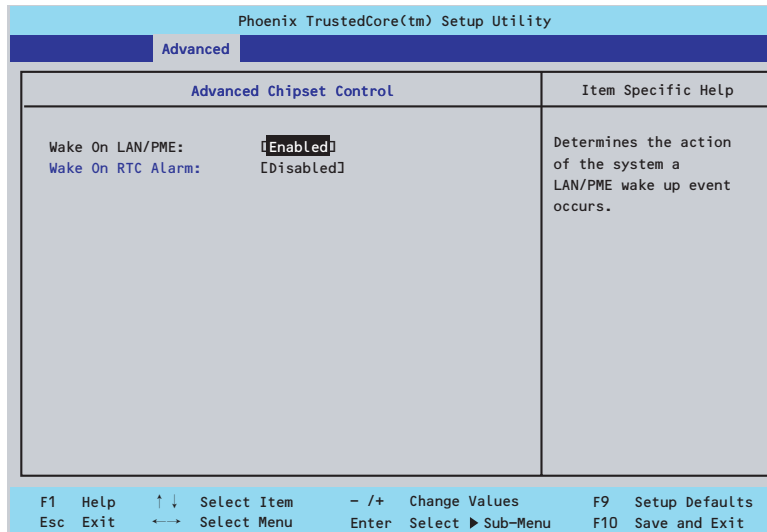 Phoenix TrustedCore(tm) Setup Utility
Advanced
Advanced Chipset Control
Item Specific Help
Wake On LAN/PME: [Enabled]
Wake On RTC Alarm: [Disabled]
Determines the action
of the system a
LAN/PME wake up event
occurs.
F1 Help ↑↓ Select Item – /+ Change Values F9 Setup Defaults
Esc Exit ←→ Select Menu Enter Select ▶ Sub–Menu F10 Save and Exit